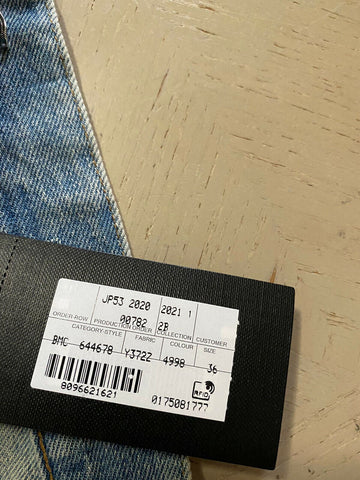 JP53 2020 2021 1
00782 2B
ORDER-ROW PRODUCTION ORDER COLLECTION CUSTOMER
CATEGORY-STYLE FABRIC COLOUR SIZE
BMC 644678 Y3722 4998 36
8096621621
0175081777
RFID